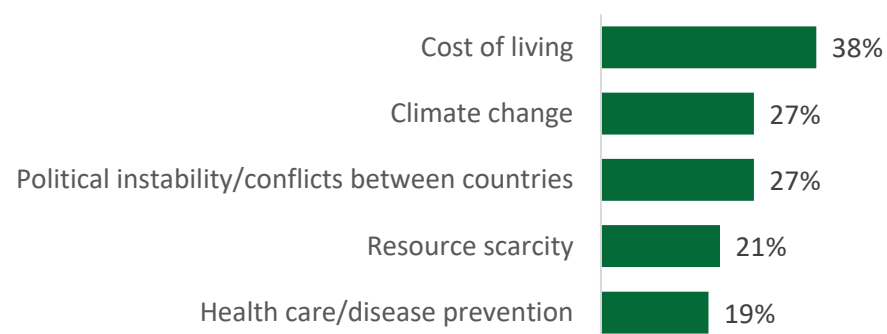 Cost of living 38%
Climate change 27%
Political instability/conflicts between countries 27%
Resource scarcity 21%
Health care/disease prevention 19%